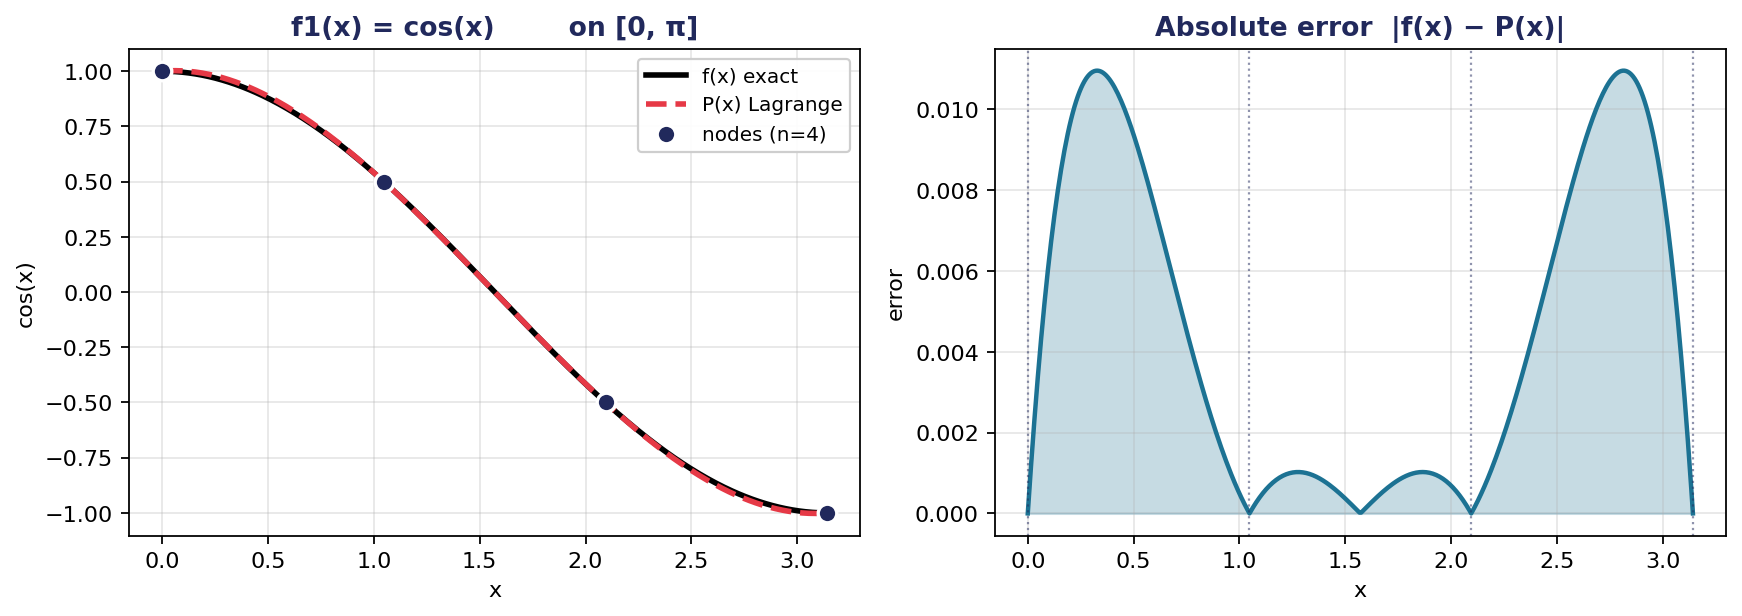 f1(x) = cos(x) on [0, π]
f(x) exact
P(x) Lagrange
nodes (n=4)
cos(x)
1.00
0.75
0.50
0.25
0.00
−0.25
−0.50
−0.75
−1.00
0.0 0.5 1.0 1.5 2.0 2.5 3.0
x
Absolute error |f(x) − P(x)|
error
0.010
0.008
0.006
0.004
0.002
0.000
0.0 0.5 1.0 1.5 2.0 2.5 3.0
x